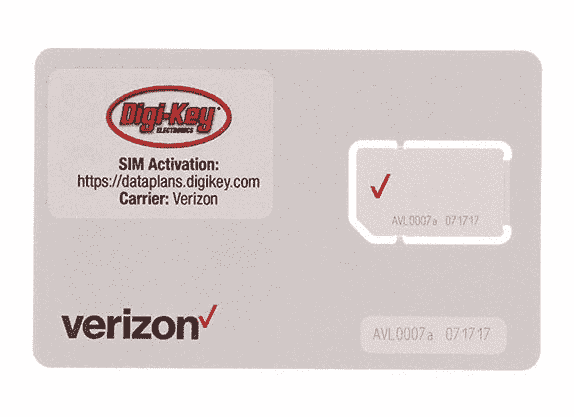 Digi-Key
ELECTRONICS
SIM Activation:
https://dataplans.digikey.com
Carrier: Verizon
AVL0007a 071717
verizon
AVL0007a 071717